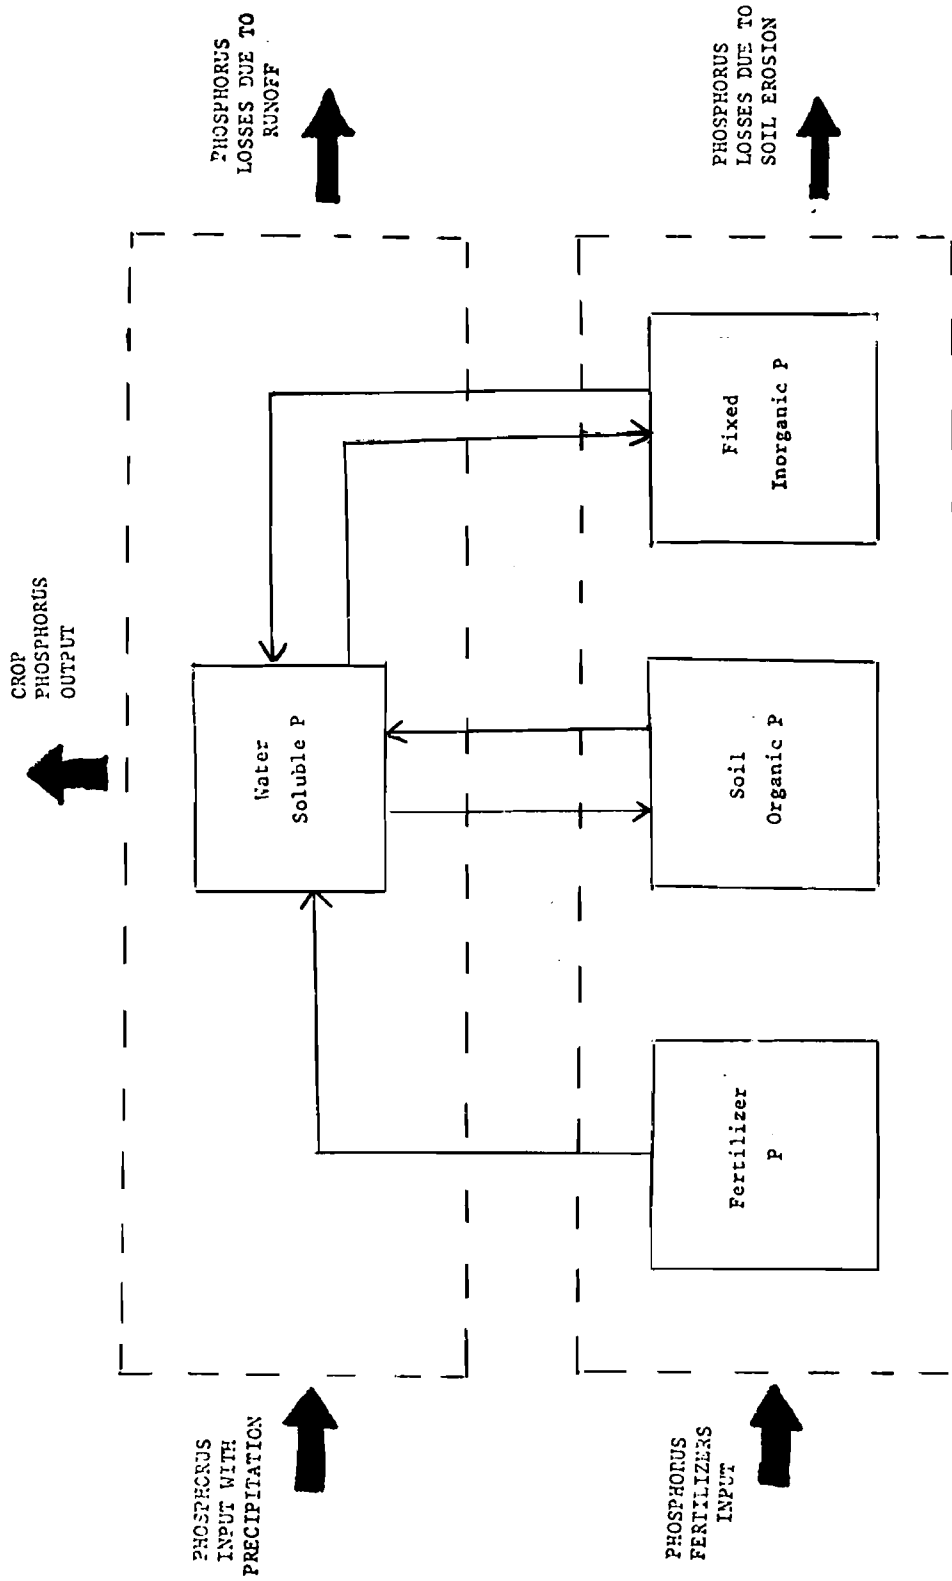 CROP
PHOSPHORUS
OUTPUT
PHOSPHORUS
INPUT WITH
PRECIPITATION
Water
Soluble P
PHOSPHORUS
LOSSES DUE TO
RUNOFF
PHOSPHORUS
FERTILIZERS
INPUT
Fertilizer
P
Soil
Organic P
Fixed
Inorganic P
PHOSPHORUS
LOSSES DUE TO
SOIL EROSION